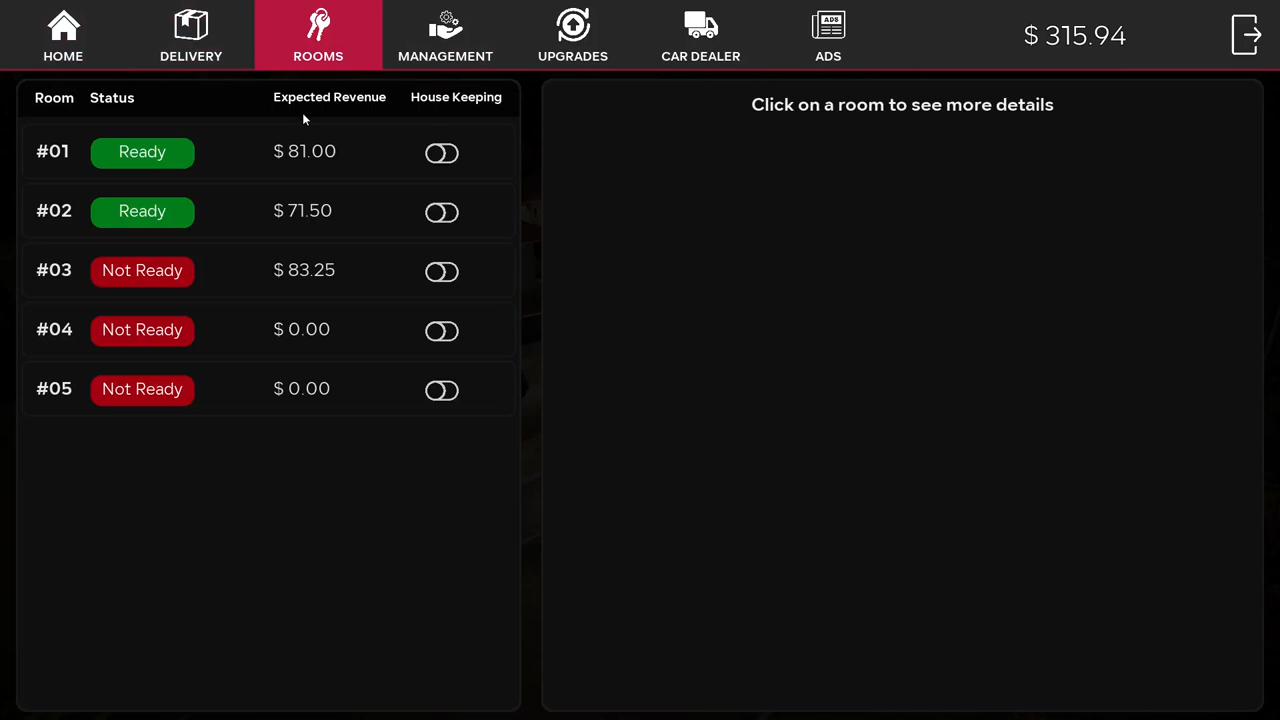 HOME DELIVERY ROOMS MANAGEMENT UPGRADES CAR DEALER ADS $ 315.94
ADS
Room Status Expected Revenue House Keeping
#01 Ready $ 81.00
#02 Ready $ 71.50
#03 Not Ready $ 83.25
#04 Not Ready $ 0.00
#05 Not Ready $ 0.00
Click on a room to see more details